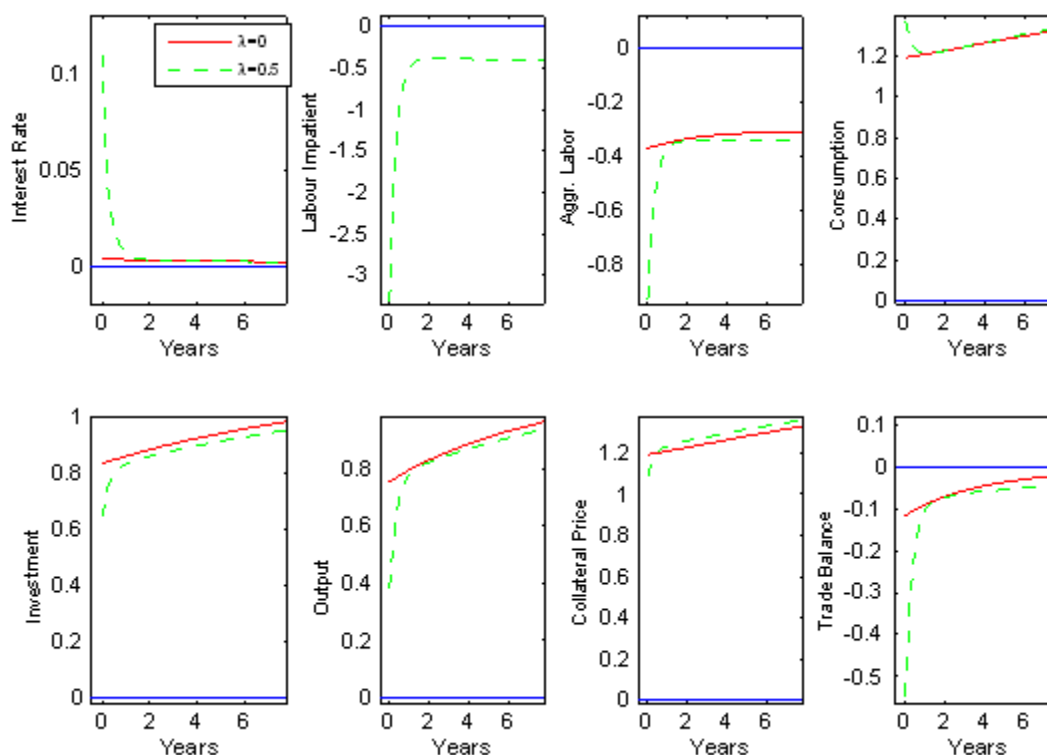 λ=0
λ=0.5
Interest Rate
0.1
0.05
0
0 2 4 6
Years
Labour Impatient
0
-0.5
-1
-1.5
-2
-2.5
-3
0 2 4 6
Years
Aggr. Labor
0
-0.2
-0.4
-0.6
-0.8
0 2 4 6
Years
Consumption
1.2
1
0.8
0.6
0.4
0.2
0
0 2 4 6
Years
Investment
1
0.8
0.6
0.4
0.2
0
0 2 4 6
Years
Output
0.8
0.6
0.4
0.2
0
0 2 4 6
Years
Collateral Price
1.2
1
0.8
0.6
0.4
0.2
0
0 2 4 6
Years
Trade Balance
0.1
0
-0.1
-0.2
-0.3
-0.4
-0.5
0 2 4 6
Years